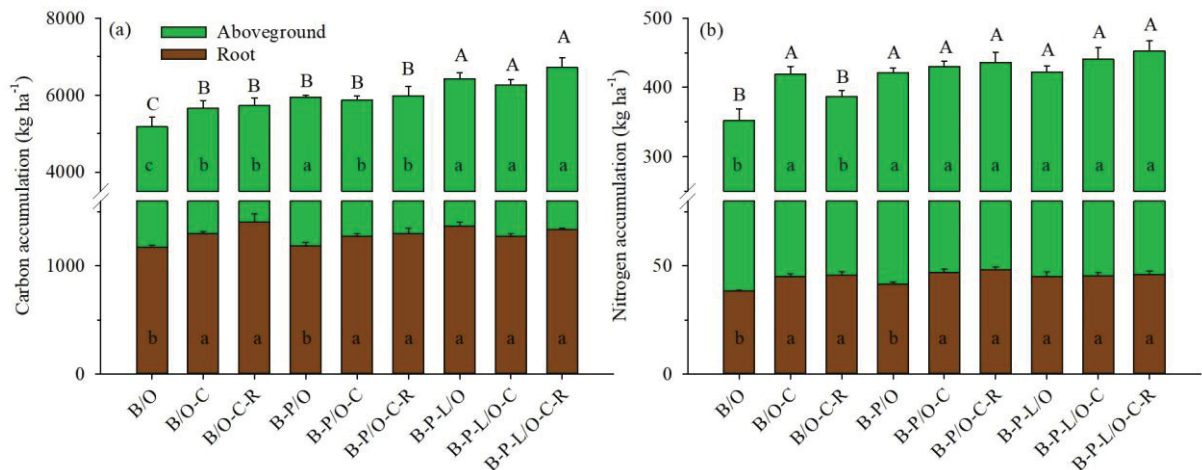 (a)
Aboveground
Root
Carbon accumulation (kg ha⁻¹)
8000
6000
4000
1000
0
C B B B B B A A A
c b b a b b a a a
b a a b a a a a a
B/O
B/O-C
B/O-C-R
B-P/O
B-P/O-C
B-P/O-C-R
B-P-L/O
B-P-L/O-C
B-P-L/O-C-R
(b)
Nitrogen accumulation (kg ha⁻¹)
500
400
300
50
0
B A B A A A A A A
b a b a a a a a a
b a a b a a a a a
B/O
B/O-C
B/O-C-R
B-P/O
B-P/O-C
B-P/O-C-R
B-P-L/O
B-P-L/O-C
B-P-L/O-C-R